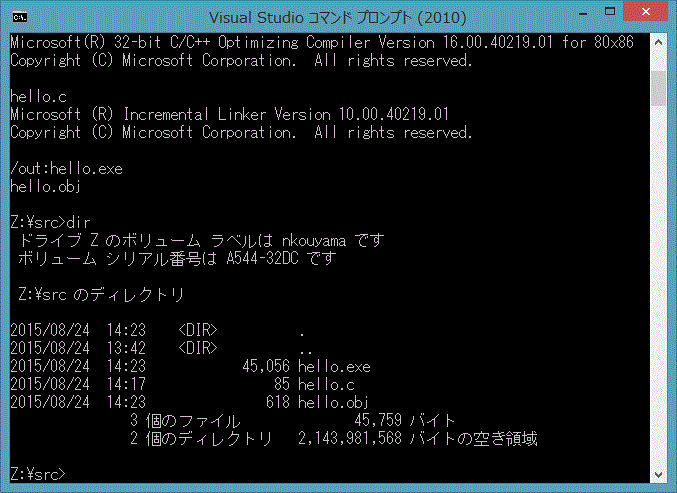 Visual Studio コマンド プロンプト (2010)
Microsoft(R) 32-bit C/C++ Optimizing Compiler Version 16.00.40219.01 for 80x86
Copyright (C) Microsoft Corporation.  All rights reserved.
hello.c
Microsoft (R) Incremental Linker Version 10.00.40219.01
Copyright (C) Microsoft Corporation.  All rights reserved.
/out:hello.exe
hello.obj
Z:¥src>dir
ドライブ Z のボリューム ラベルは nkouyama です
ボリューム シリアル番号は A544-32DC です
Z:¥src のディレクトリ
2015/08/24  14:23    <DIR>          .
2015/08/24  13:42    <DIR>          ..
2015/08/24  14:23            45,056 hello.exe
2015/08/24  14:17                85 hello.c
2015/08/24  14:23               618 hello.obj
3 個のファイル              45,759 バイト
2 個のディレクトリ   2,143,981,568 バイトの空き領域
Z:¥src>